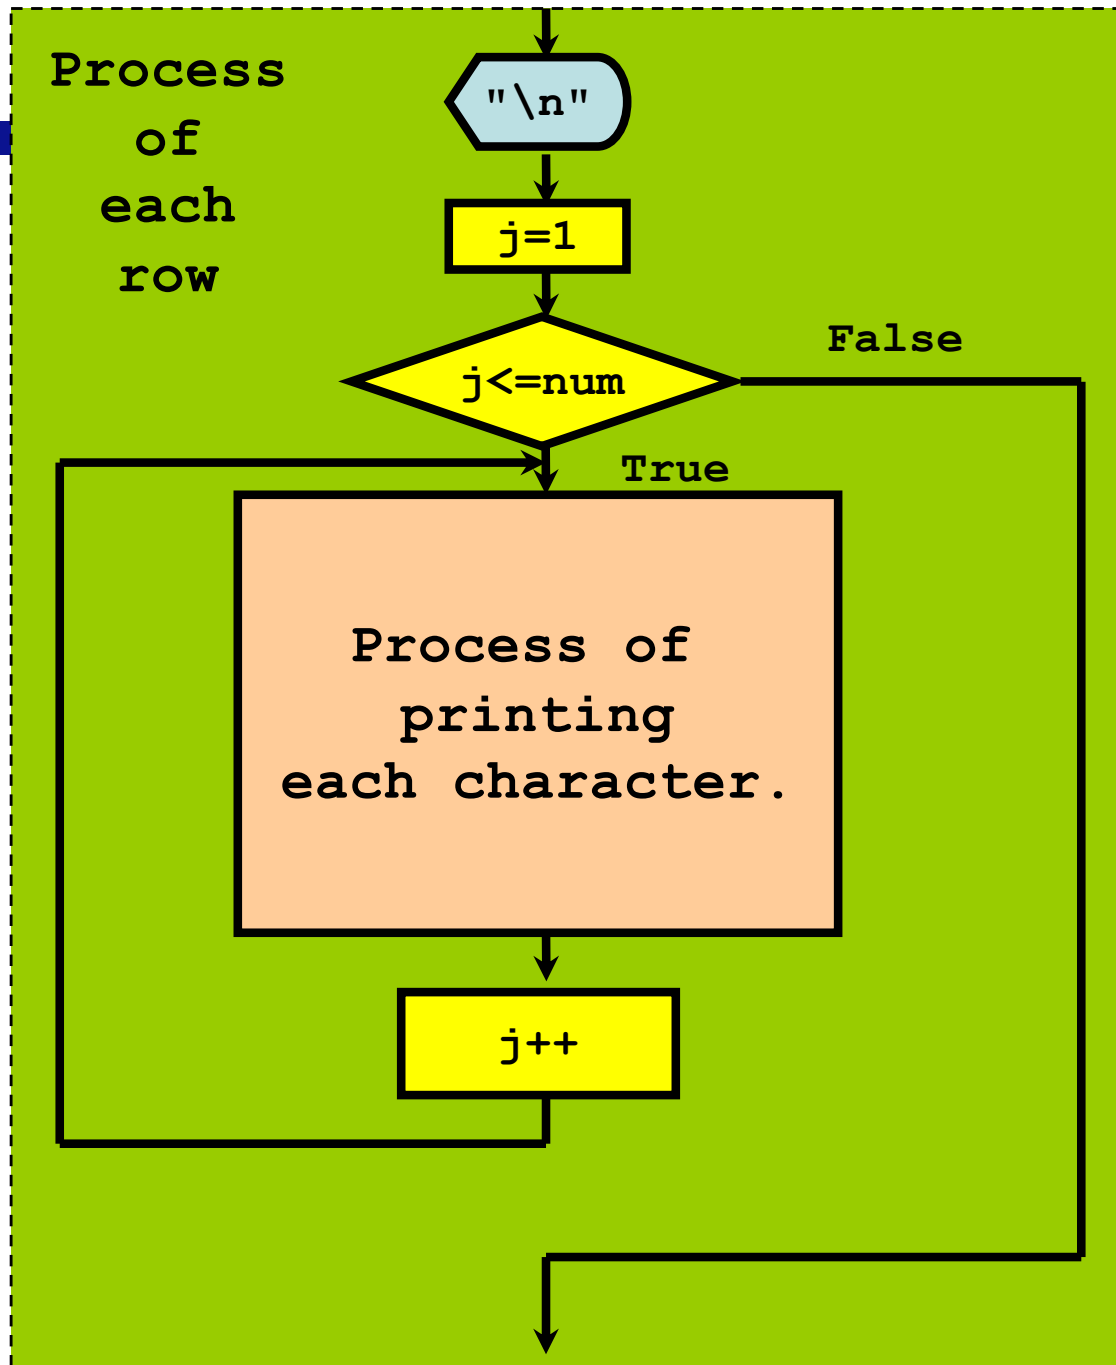 Process
of
each
row
"\n"
j=1
j<=num
False
True
Process of
printing
each character.
j++